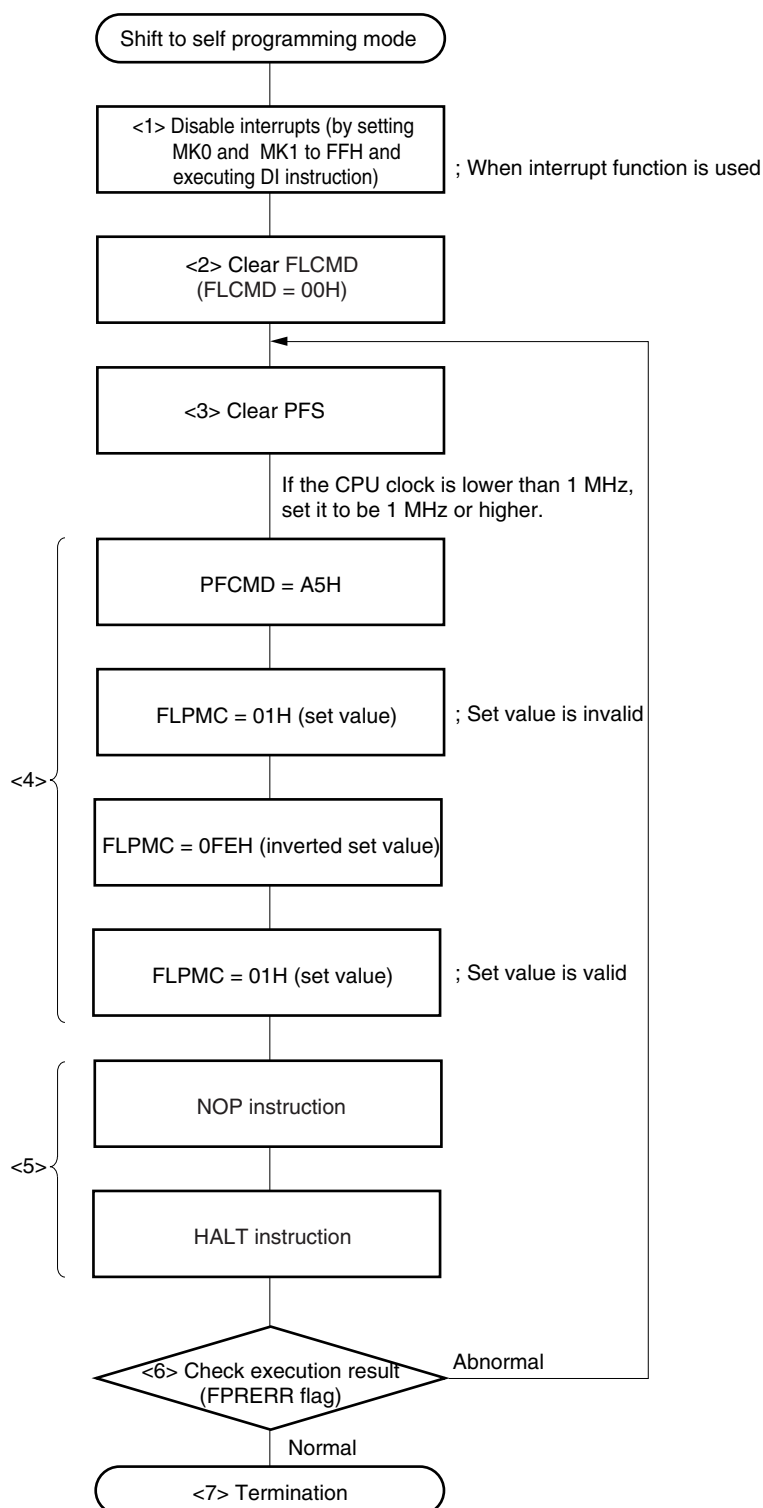 Shift to self programming mode
<1> Disable interrupts (by setting
MK0 and MK1 to FFH and
executing DI instruction)
; When interrupt function is used
<2> Clear FLCMD
(FLCMD = 00H)
<3> Clear PFS
If the CPU clock is lower than 1 MHz,
set it to be 1 MHz or higher.
PFCMD = A5H
FLPMC = 01H (set value)
; Set value is invalid
<4>
FLPMC = 0FEH (inverted set value)
FLPMC = 01H (set value)
; Set value is valid
NOP instruction
<5>
HALT instruction
<6> Check execution result
(FPRERR flag)
Abnormal
Normal
<7> Termination